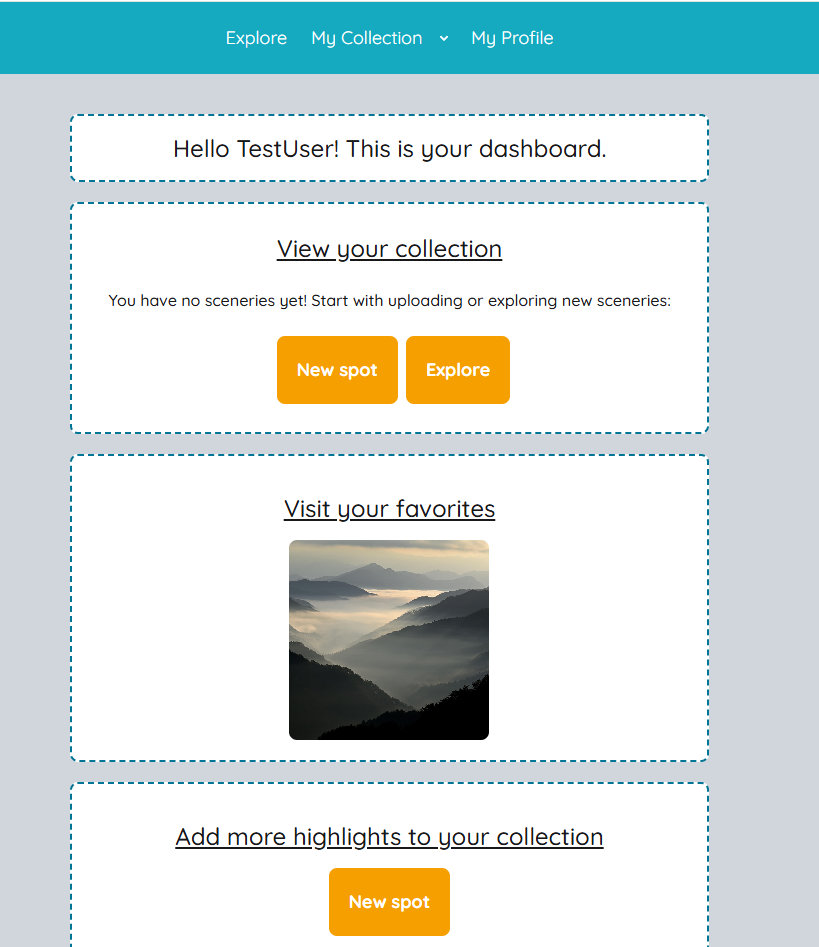 Explore My Collection My Profile
Hello TestUser! This is your dashboard.
View your collection
You have no sceneries yet! Start with uploading or exploring new sceneries:
New spot Explore
Visit your favorites
Add more highlights to your collection
New spot